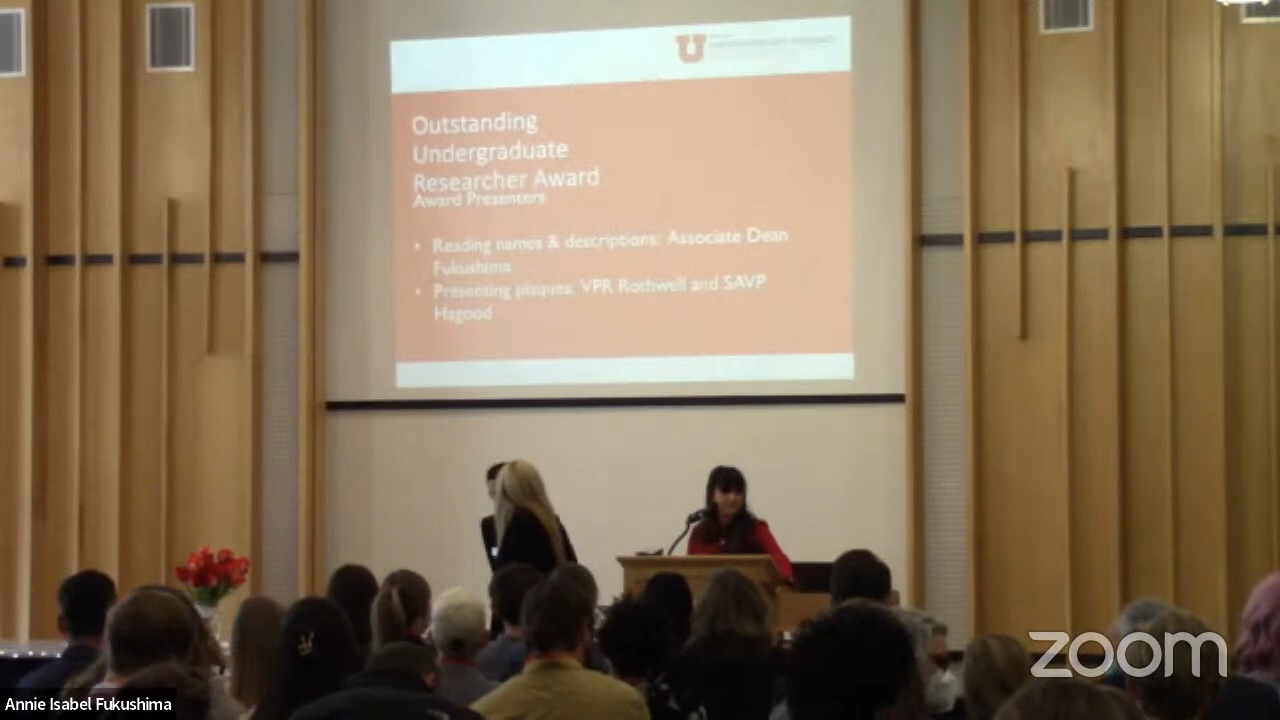 U
Outstanding
Undergraduate
Researcher Award
Award Presenters
• Reading names & descriptions: Associate Dean
Fukushima
• Presenting plaques: VPR Rothwell and SAVP
Hagood
zoom
Annie Isabel Fukushima